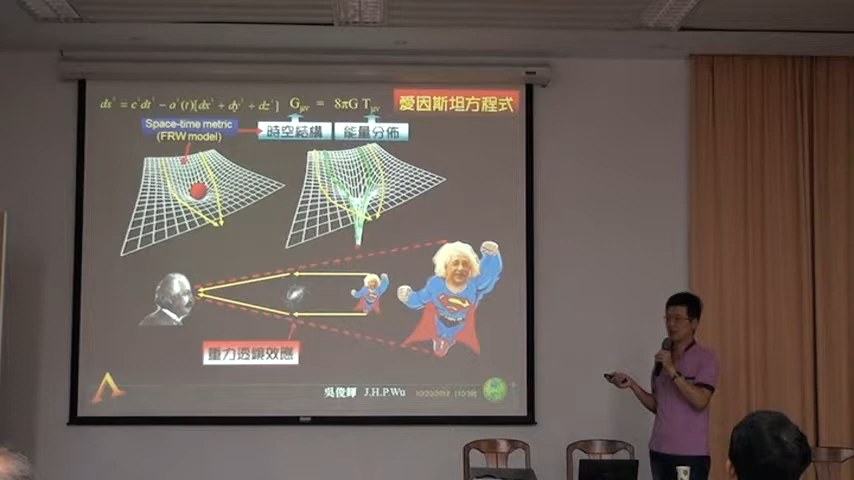 ds² = c²dt² − a²(t)[dx² + dy² + dz²] Gμν = 8πG Tμν 愛因斯坦方程式
Space-time metric
(FRW model)
時空結構 能量分佈
重力透鏡效應
吳俊輝 J.H.P.Wu